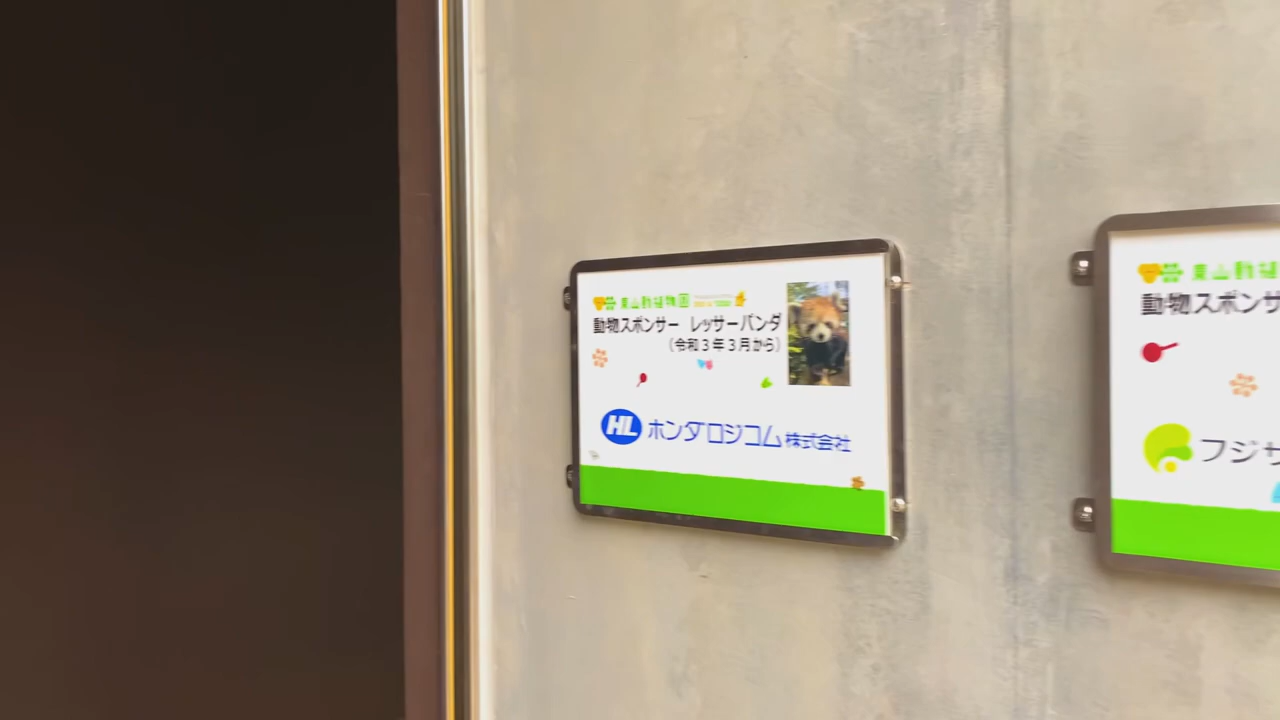 東山動植物園
動物スポンサー レッサーパンダ
（令和3年3月から）
HL ホンダロジコム株式会社
東山動植
動物スポンサ
フジサ